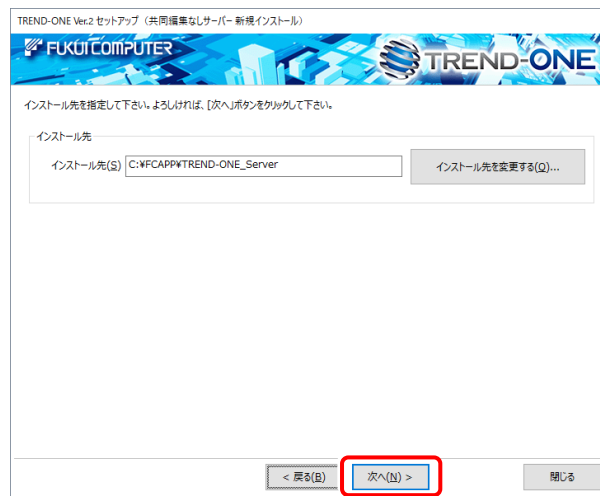 TREND-ONE Ver.2 セットアップ（共同編集なしサーバー 新規インストール）
FUKUI COMPUTER
TREND-ONE
インストール先を指定して下さい。よろしければ、[次へ]ボタンをクリックして下さい。
インストール先
インストール先(S) C:¥FCAPP¥TREND-ONE_Server インストール先を変更する(O)...
< 戻る(B) 次へ(N) > 閉じる